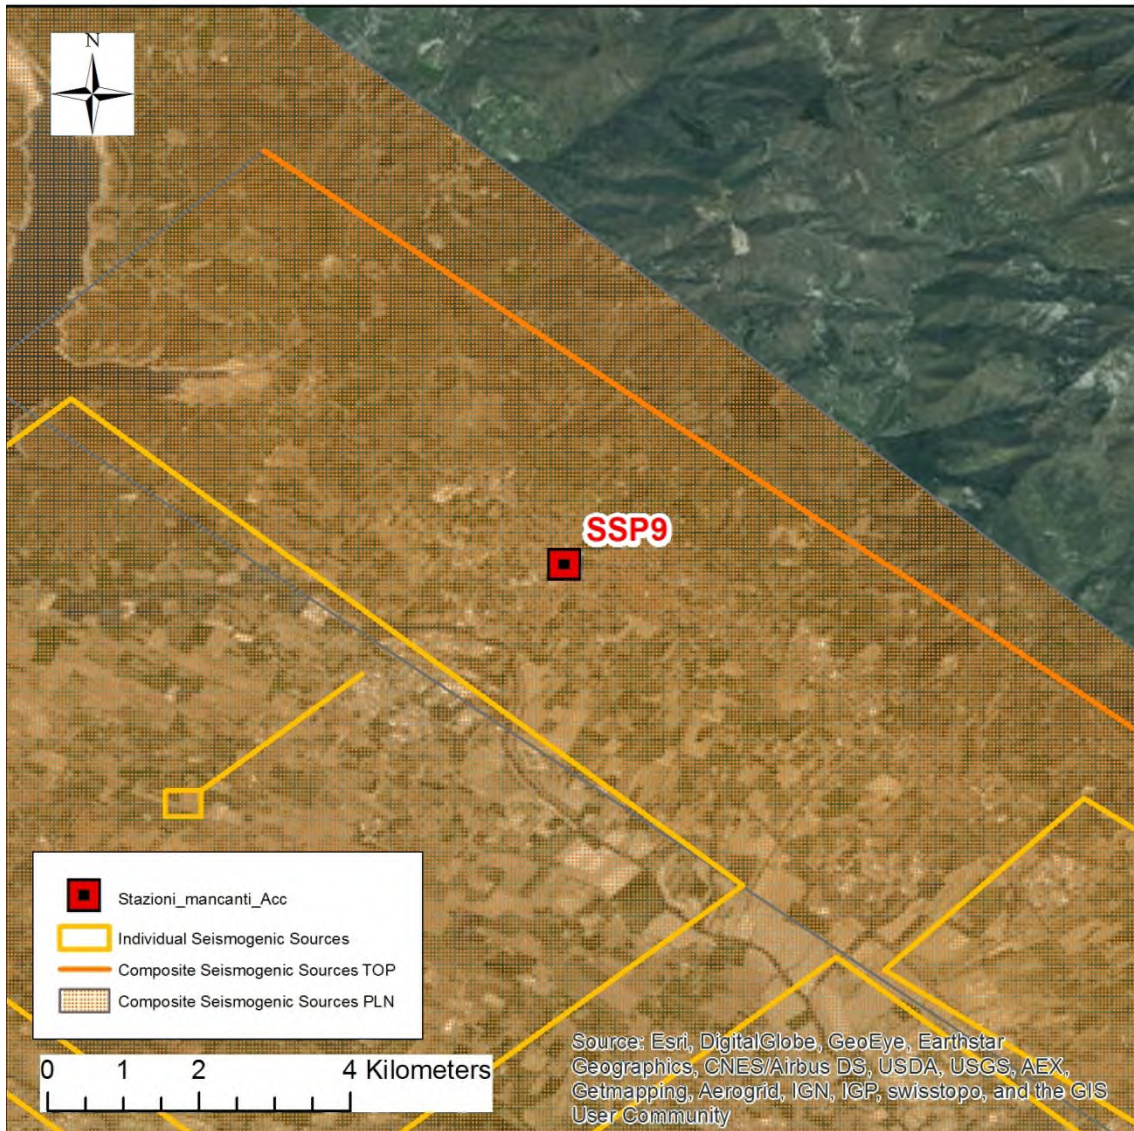 N
SSP9
Stazioni_mancanti_Acc
Individual Seismogenic Sources
Composite Seismogenic Sources TOP
Composite Seismogenic Sources PLN
0 1 2 4 Kilometers
Source: Esri, DigitalGlobe, GeoEye, Earthstar
Geographics, CNES/Airbus DS, USDA, USGS, AEX,
Getmapping, Aerogrid, IGN, IGP, swisstopo, and the GIS
User Community